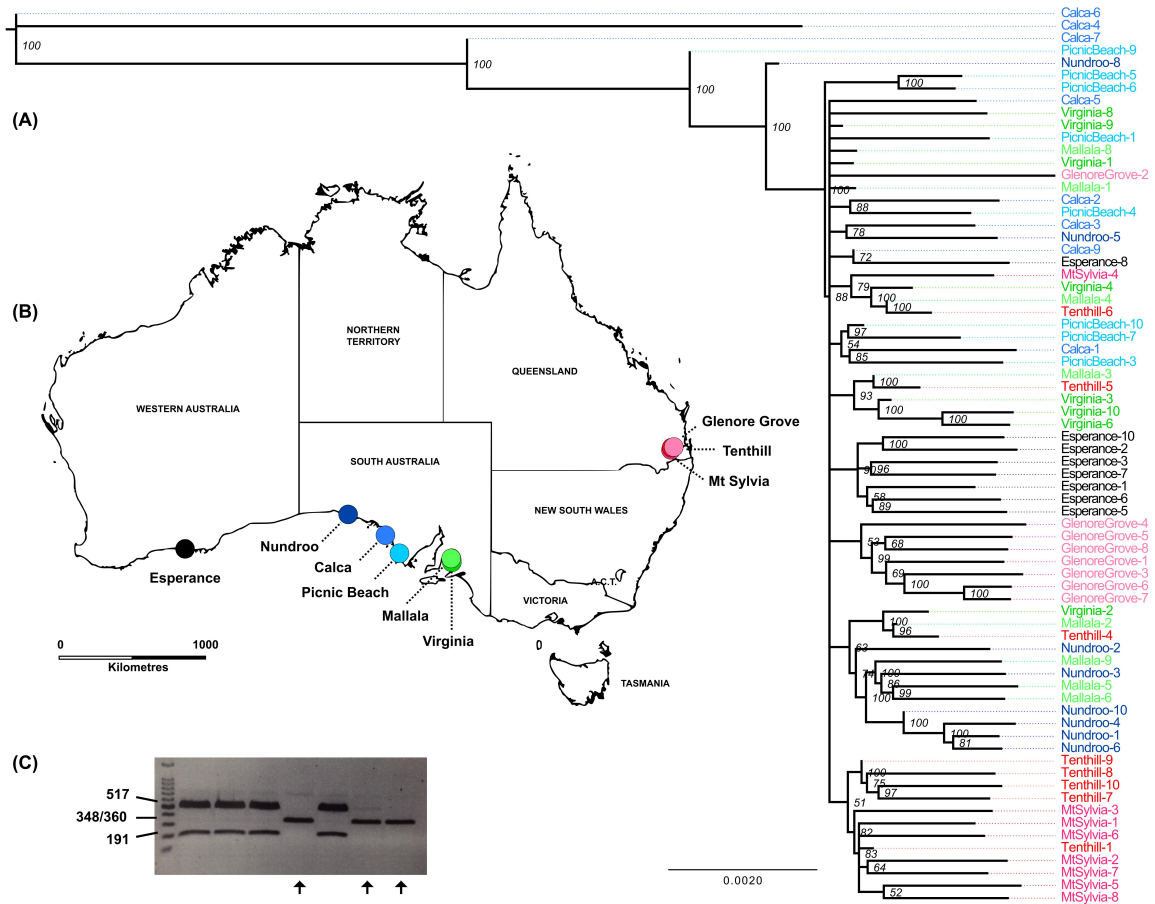 Calca-6
Calca-4
Calca-7
PicnicBeach-9
Nundroo-8
PicnicBeach-5
PicnicBeach-6
Calca-5
Virginia-8
Virginia-9
PicnicBeach-1
Mallala-8
Virginia-1
GlenoreGrove-2
Mallala-1
Calca-2
PicnicBeach-4
Calca-3
Nundroo-5
Calca-9
Esperance-8
MtSylvia-4
Virginia-4
Mallala-4
Tenthill-6
PicnicBeach-10
PicnicBeach-7
Calca-1
PicnicBeach-3
Mallala-3
Tenthill-5
Virginia-3
Virginia-10
Virginia-6
Esperance-10
Esperance-2
Esperance-3
Esperance-7
Esperance-1
Esperance-6
Esperance-5
GlenoreGrove-4
GlenoreGrove-5
GlenoreGrove-8
GlenoreGrove-1
GlenoreGrove-3
GlenoreGrove-6
GlenoreGrove-7
Virginia-2
Mallala-2
Tenthill-4
Nundroo-2
Mallala-9
Nundroo-3
Mallala-5
Mallala-6
Nundroo-10
Nundroo-4
Nundroo-1
Nundroo-6
Tenthill-9
Tenthill-8
Tenthill-10
Tenthill-7
MtSylvia-3
MtSylvia-1
MtSylvia-6
Tenthill-1
MtSylvia-2
MtSylvia-7
MtSylvia-5
MtSylvia-8
100
100
100
100
100
100
88
78
72
88
79
100
100
97
54
85
93
100
100
100
100
90
96
58
89
53
68
99
69
100
100
100
96
63
74
100
86
99
100
100
100
81
100
75
97
51
82
83
64
52
0.0020
(A)
(B)
NORTHERN
TERRITORY
QUEENSLAND
WESTERN AUSTRALIA
SOUTH AUSTRALIA
NEW SOUTH WALES
A.C.T.
VICTORIA
TASMANIA
Glenore Grove
Tenthill
Mt Sylvia
Nundroo
Calca
Picnic Beach
Mallala
Virginia
Esperance
0 1000
Kilometres
(C)
517
348/360
191